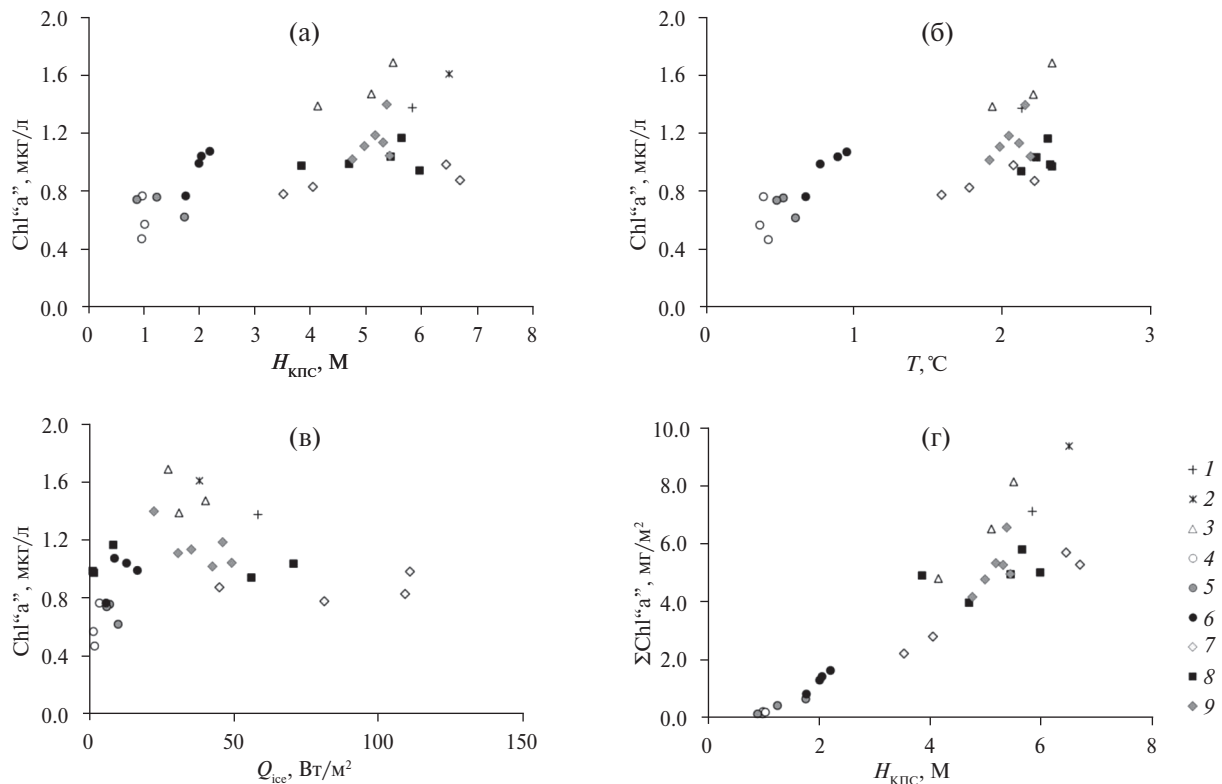 (а)
Chl“а”, мкг/л
2.0
1.6
1.2
0.8
0.4
0.0
0 1 2 3 4 5 6 7 8
H КПС, М
(б)
Chl“а”, мкг/л
2.0
1.6
1.2
0.8
0.4
0.0
0 1 2 3
T, °C
(в)
Chl“а”, мкг/л
2.0
1.6
1.2
0.8
0.4
0.0
0 50 100 150
Q ice, Вт/м²
(г)
ΣChl“а”, мг/м²
10.0
8.0
6.0
4.0
2.0
0.0
0 2 4 6 8
H КПС, М
1
2
3
4
5
6
7
8
9